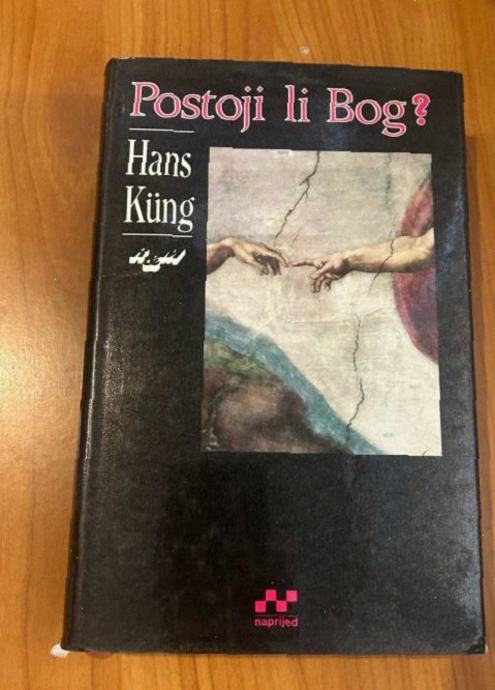 Postoji li Bog?
Hans
Küng
naprijed